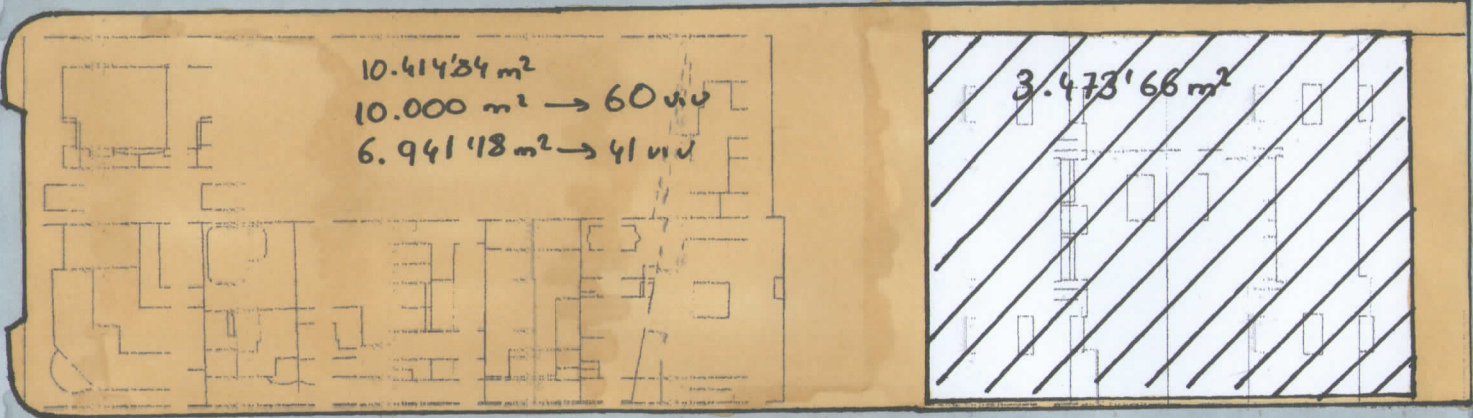 10.414'84 m²
10.000 m² → 60 viv
6.941'18 m² → 41 viv
3.473'66 m²